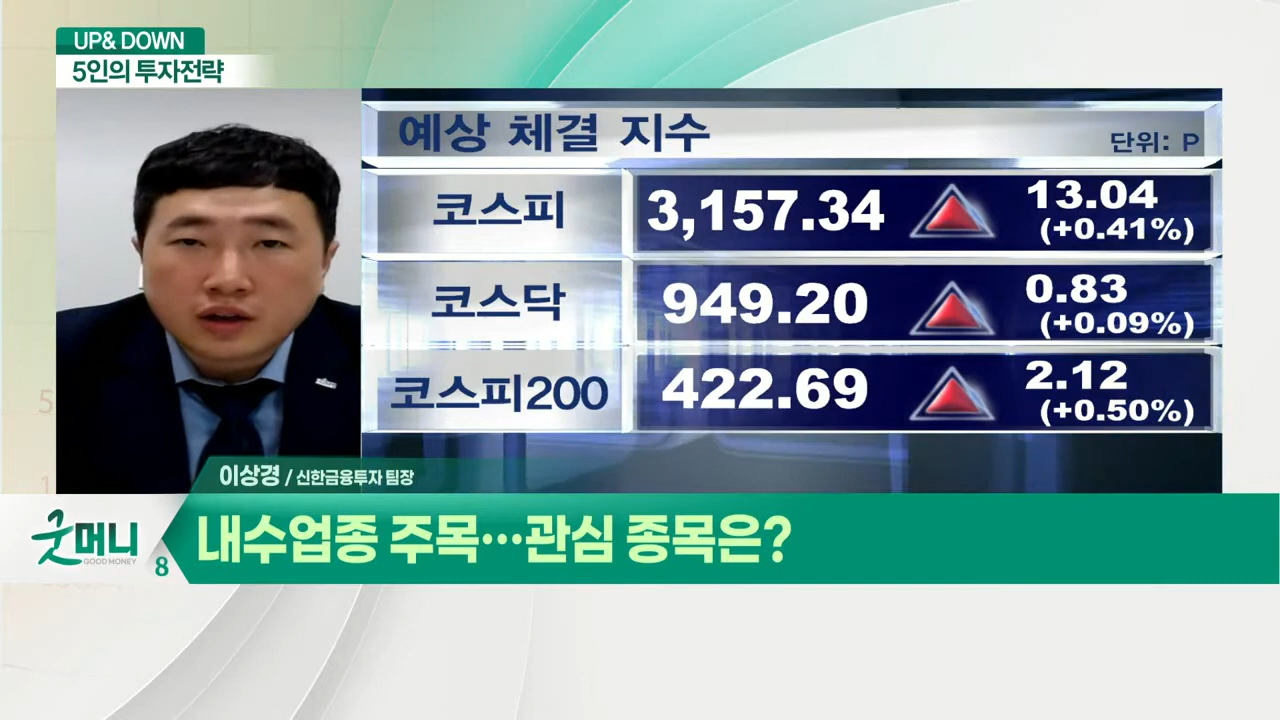 UP& DOWN
5인의 투자전략
예상 체결 지수
단위: P
코스피 3,157.34 13.04 (+0.41%)
코스닥 949.20 0.83 (+0.09%)
코스피200 422.69 2.12 (+0.50%)
이상경 / 신한금융투자 팀장
굿머니
GOOD MONEY
8
내수업종 주목…관심 종목은?
5
1